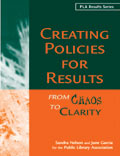 PLA Results Series
CREATING
POLICIES FOR
RESULTS
FROM CHAOS
TO CLARITY
Sandra Nelson and June Garcia
for the Public Library Association